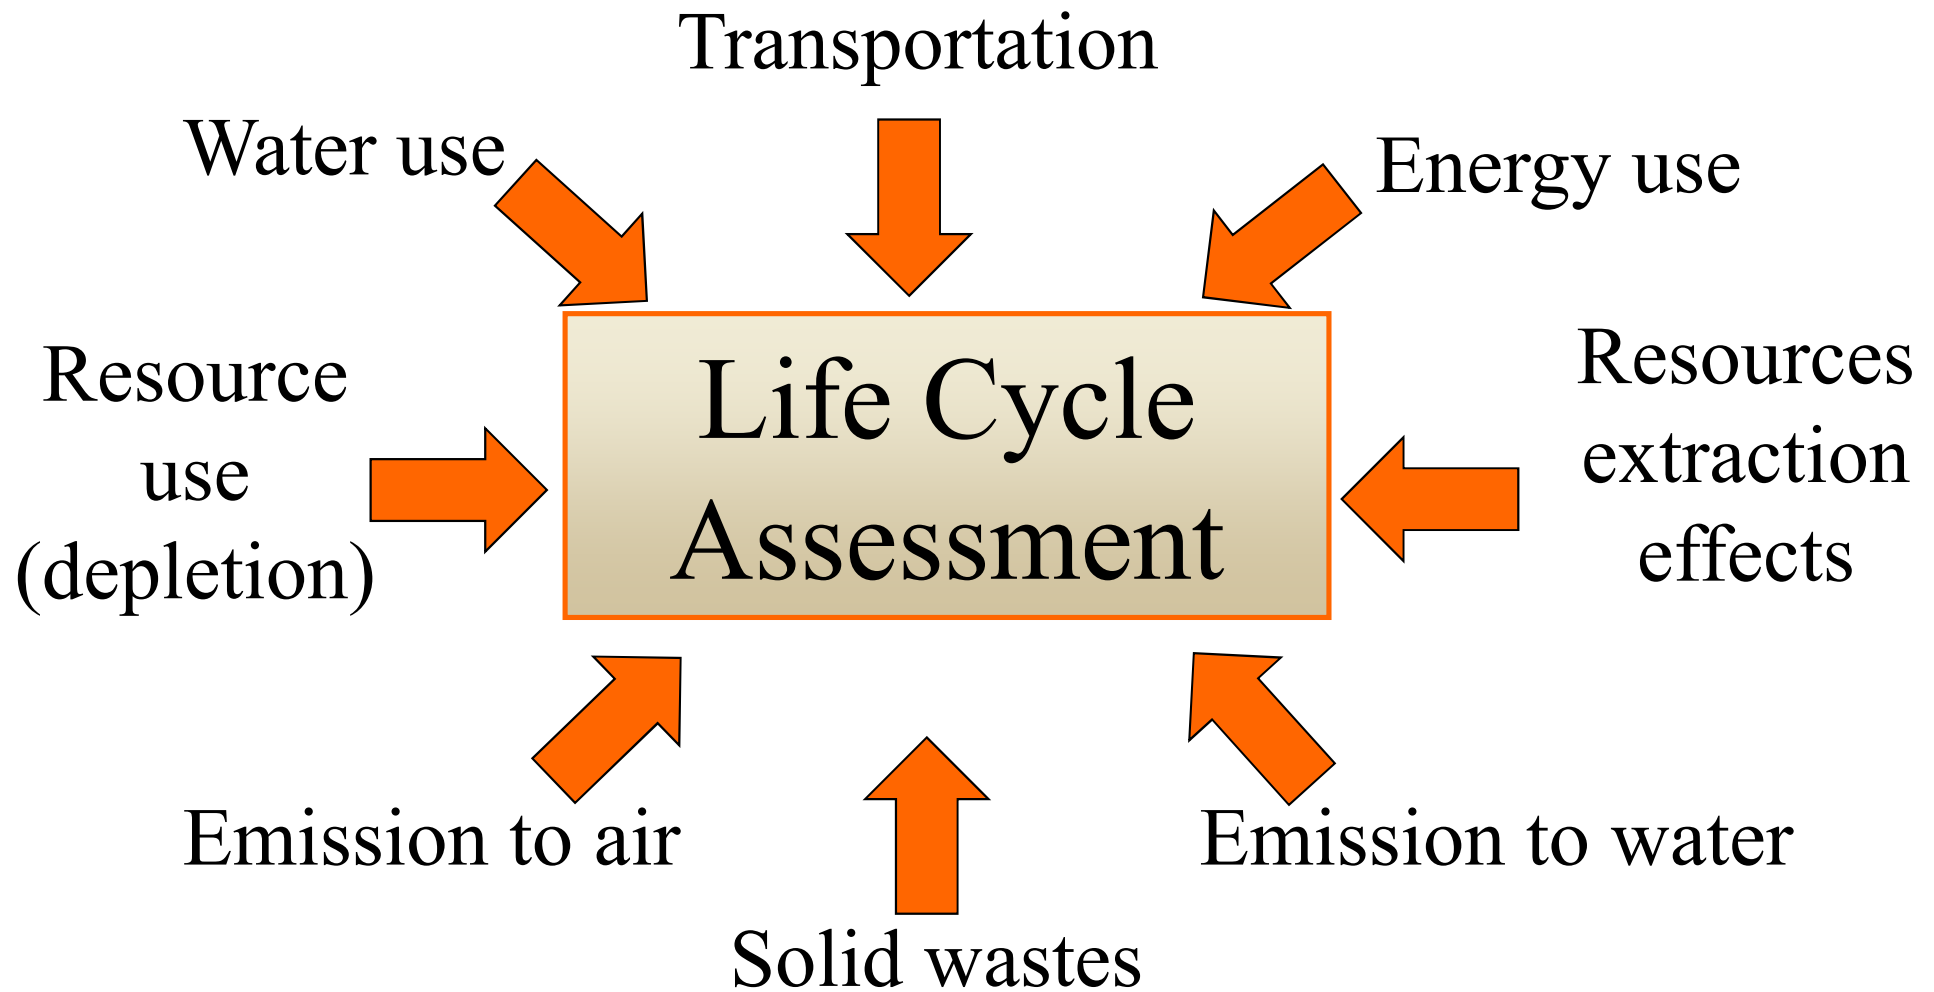 Transportation
Water use
Energy use
Resource
use
(depletion)
Life Cycle
Assessment
Resources
extraction
effects
Emission to air
Emission to water
Solid wastes